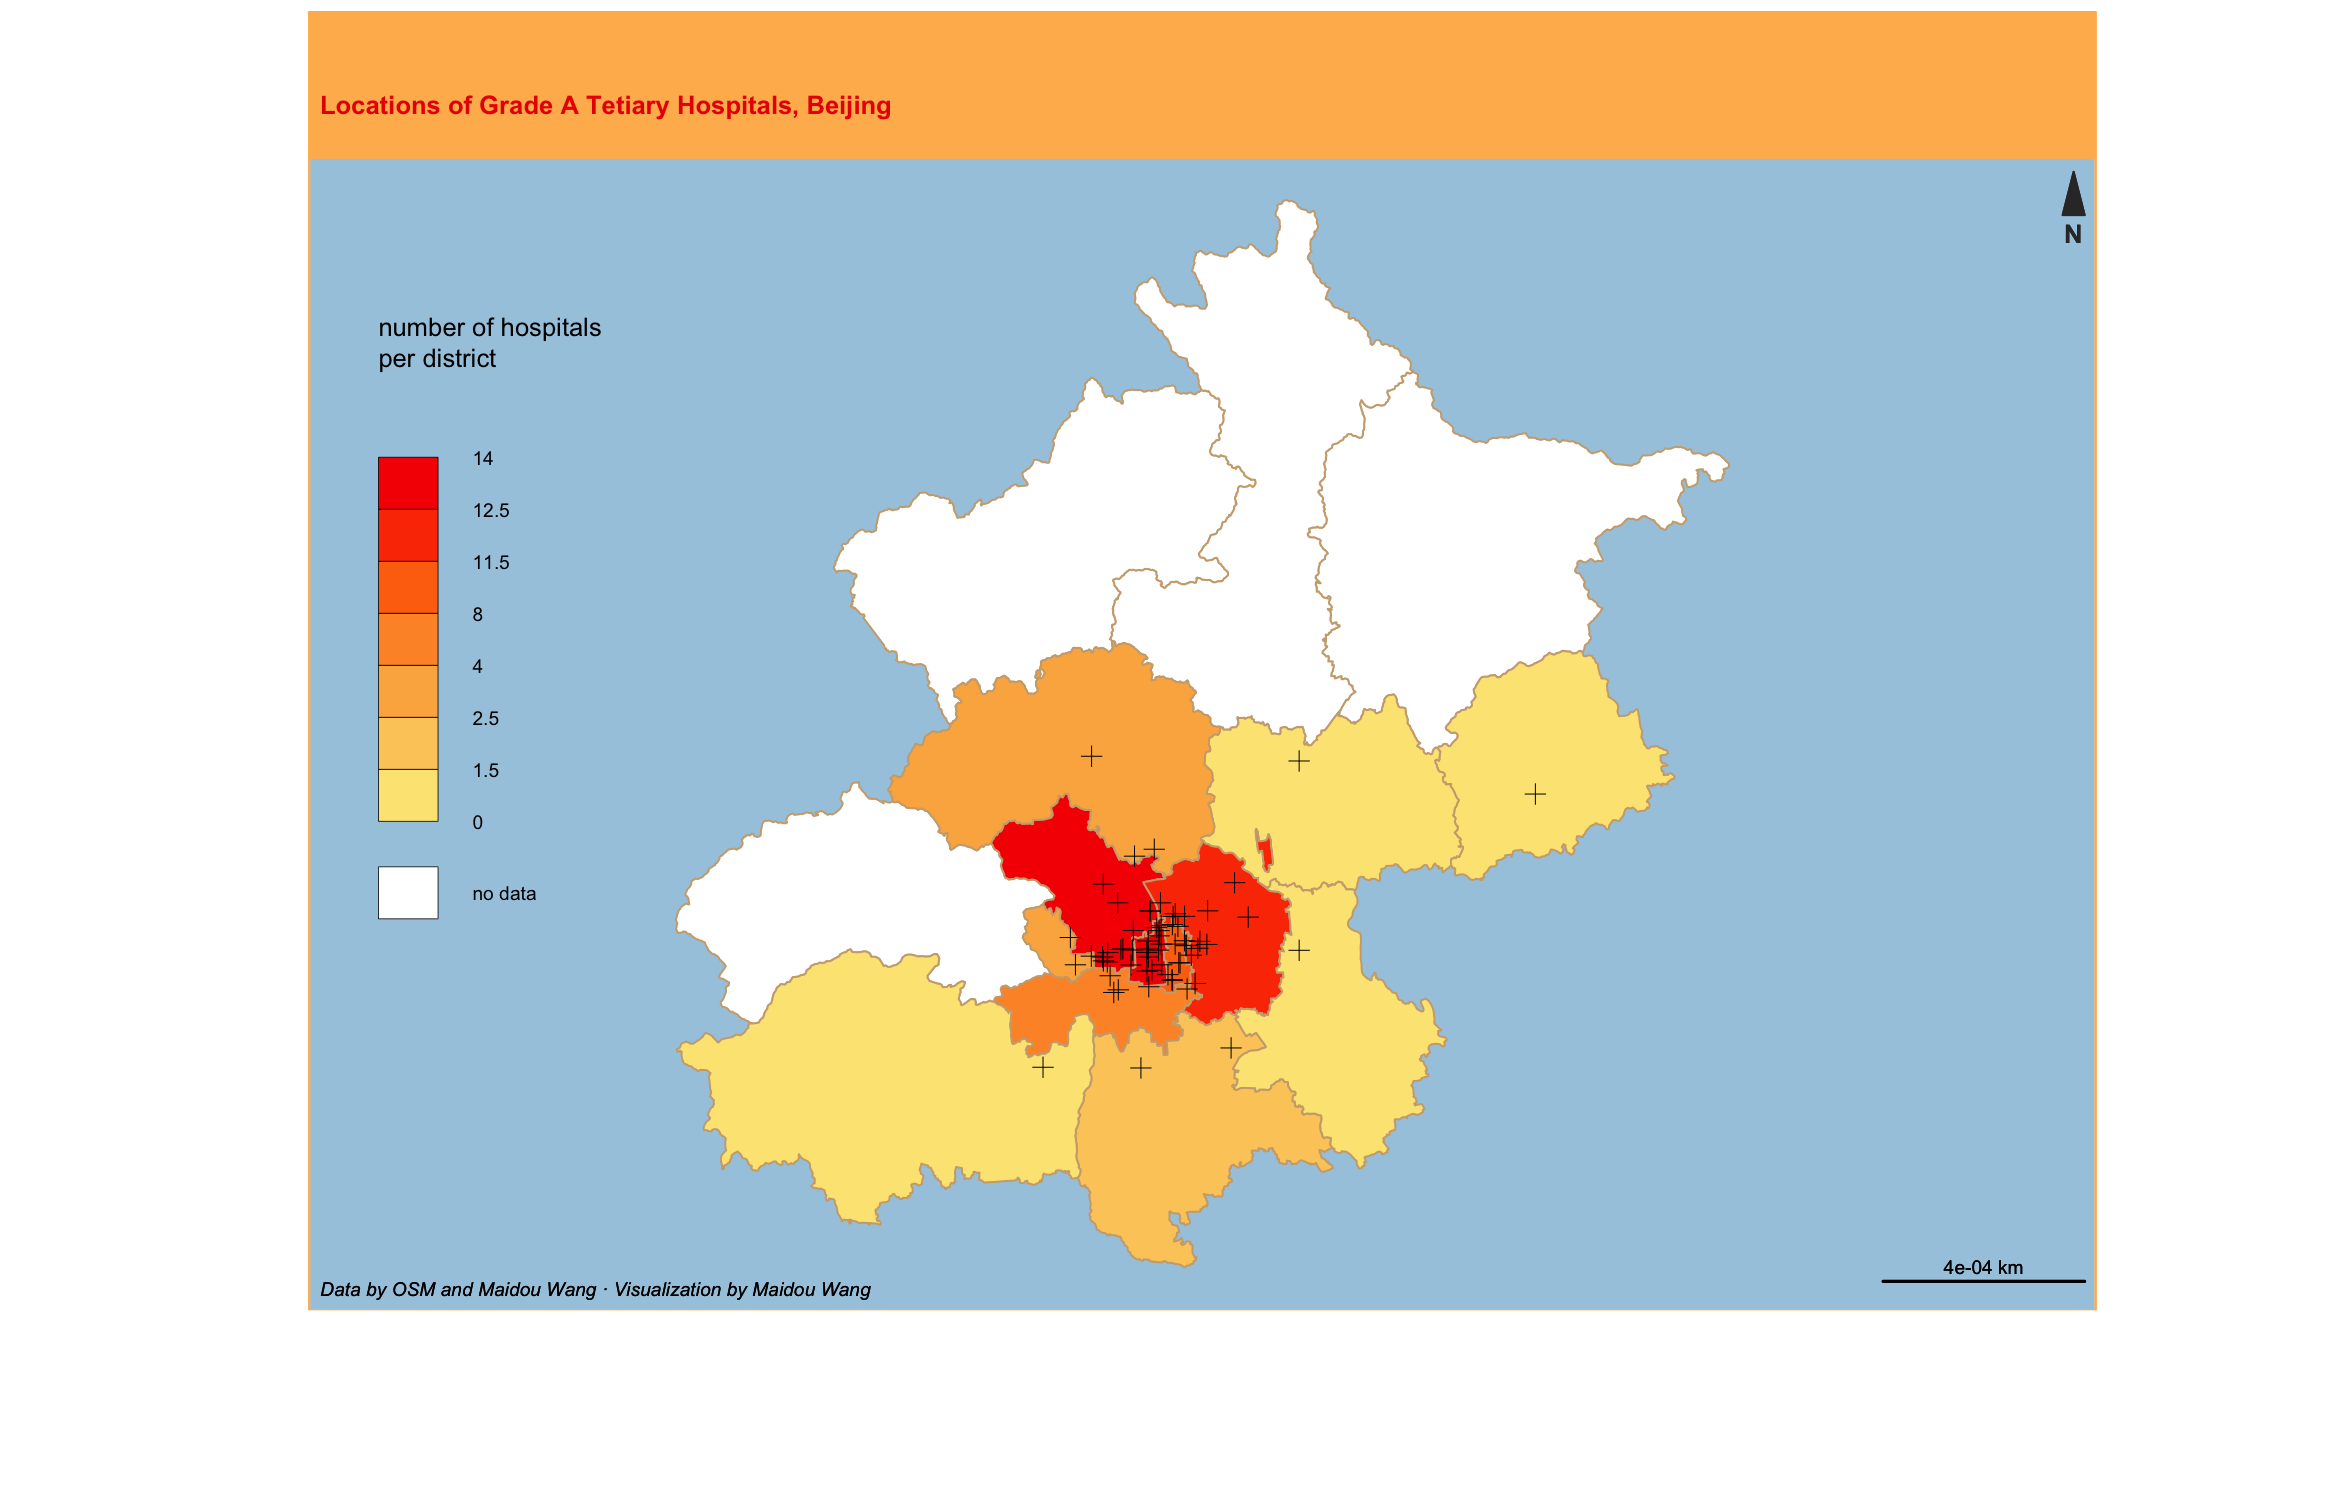 Locations of Grade A Tetiary Hospitals, Beijing
N
number of hospitals
per district
14
12.5
11.5
8
4
2.5
1.5
0
no data
4e-04 km
Data by OSM and Maidou Wang · Visualization by Maidou Wang